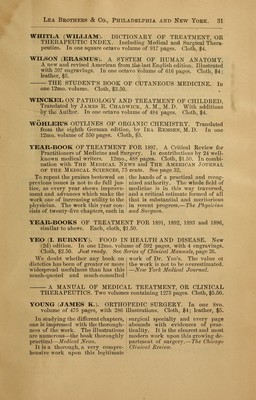 LEA BROTHERS & CO., PHILADELPHIA AND NEW YORK. 31
WHITLA (WILLIAM). DICTIONARY OF TREATMENT, OR
THERAPEUTIC INDEX. Including Medical and Surgical Thera-
peutics. In one square octavo volume of 917 pages. Cloth, $4.
WILSON (ERASMUS). A SYSTEM OF HUMAN ANATOMY.
A new and revised American from the last English edition. Illustrated
with 397 engravings. In one octavo volume of 616 pages. Cloth, $4;
leather, $5.
—— THE STUDENT'S BOOK OF CUTANEOUS MEDICINE. In
one 12mo. volume. Cloth, $3.50.
WINCKEL ON PATHOLOGY AND TREATMENT OF CHILDBED.
Translated by JAMES R. CHADWICK, A. M., M. D. With additions
by the Author. In one octavo volume of 484 pages. Cloth, $4.
WÖHLER'S OUTLINES OF ORGANIC CHEMISTRY. Translated
from the eighth German edition, by IRA REMSEN, M.D. In one
12mo. volume of 550 pages. Cloth, $3.
YEAR-BOOK OF TREATMENT FOR 1897. A Critical Review for
Practitioners of Medicine and Surgery. In contributions by 24 well-
known medical writers. 12mo., 488 pages. Cloth, $1.50. In combi-
nation with THE MEDICAL NEWS and THE AMERICAN JOURNAL
OF THE MEDICAL SCIENCES, 75 cents. See page 32.
To repeat the praises bestowed on
previous issues is not to do full jus-
tice, as every year shows improve-
ment and advances which make the
work one of increasing utility to the
physician. The work this year con-
sists of twenty-five chapters, each in
the hands of a practical and recog-
nized authority. The whole field of
medicine is in this way traversed,
and a critical estimate formed of all
that is substantial and meritorious
in recent progress.—The Physician
and Surgeon.
YEAR-BOOKS OF TREATMENT FOR 1891, 1892, 1893 and 1896,
similar to above. Each, cloth, $1.50.
YEO (I. BURNEY). FOOD IN HEALTH AND DISEASE. New
(2d) edition. In one 12mo. volume of 592 pages, with 4 engravings.
Cloth, $2.50. Just ready. See Series of Clinical Manuals, page 26.
We doubt whether any book on
dietetics has been of greater or more
widespread usefulness than has this
much-quoted and much-consulted
work of Dr. Yeo's. The value of
the work is not to be overestimated.
—New York Medical Journal.
—— A MANUAL OF MEDICAL TREATMENT, OR CLINICAL
THERAPEUTICS. Two volumes containing 1275 pages. Cloth, $5.50.
YOUNG (JAMES K.). ORTHOPEDIC SURGERY. In one 8vo.
volume of 475 pages, with 286 illustrations. Cloth, $4; leather, $5.
In studying the different chapters,
one is impressed with the thorough-
ness of the work. The illustrations
are numerous—the book thoroughly
practical—Medical News.
It is a thorough, a very compre-
hensive work upon this legitimate
surgical specialty and every page
abounds with evidences of prac-
ticality. It is the clearest and most
modern work upon this growing de-
partment of surgery.—The Chicago
Clinical Review.